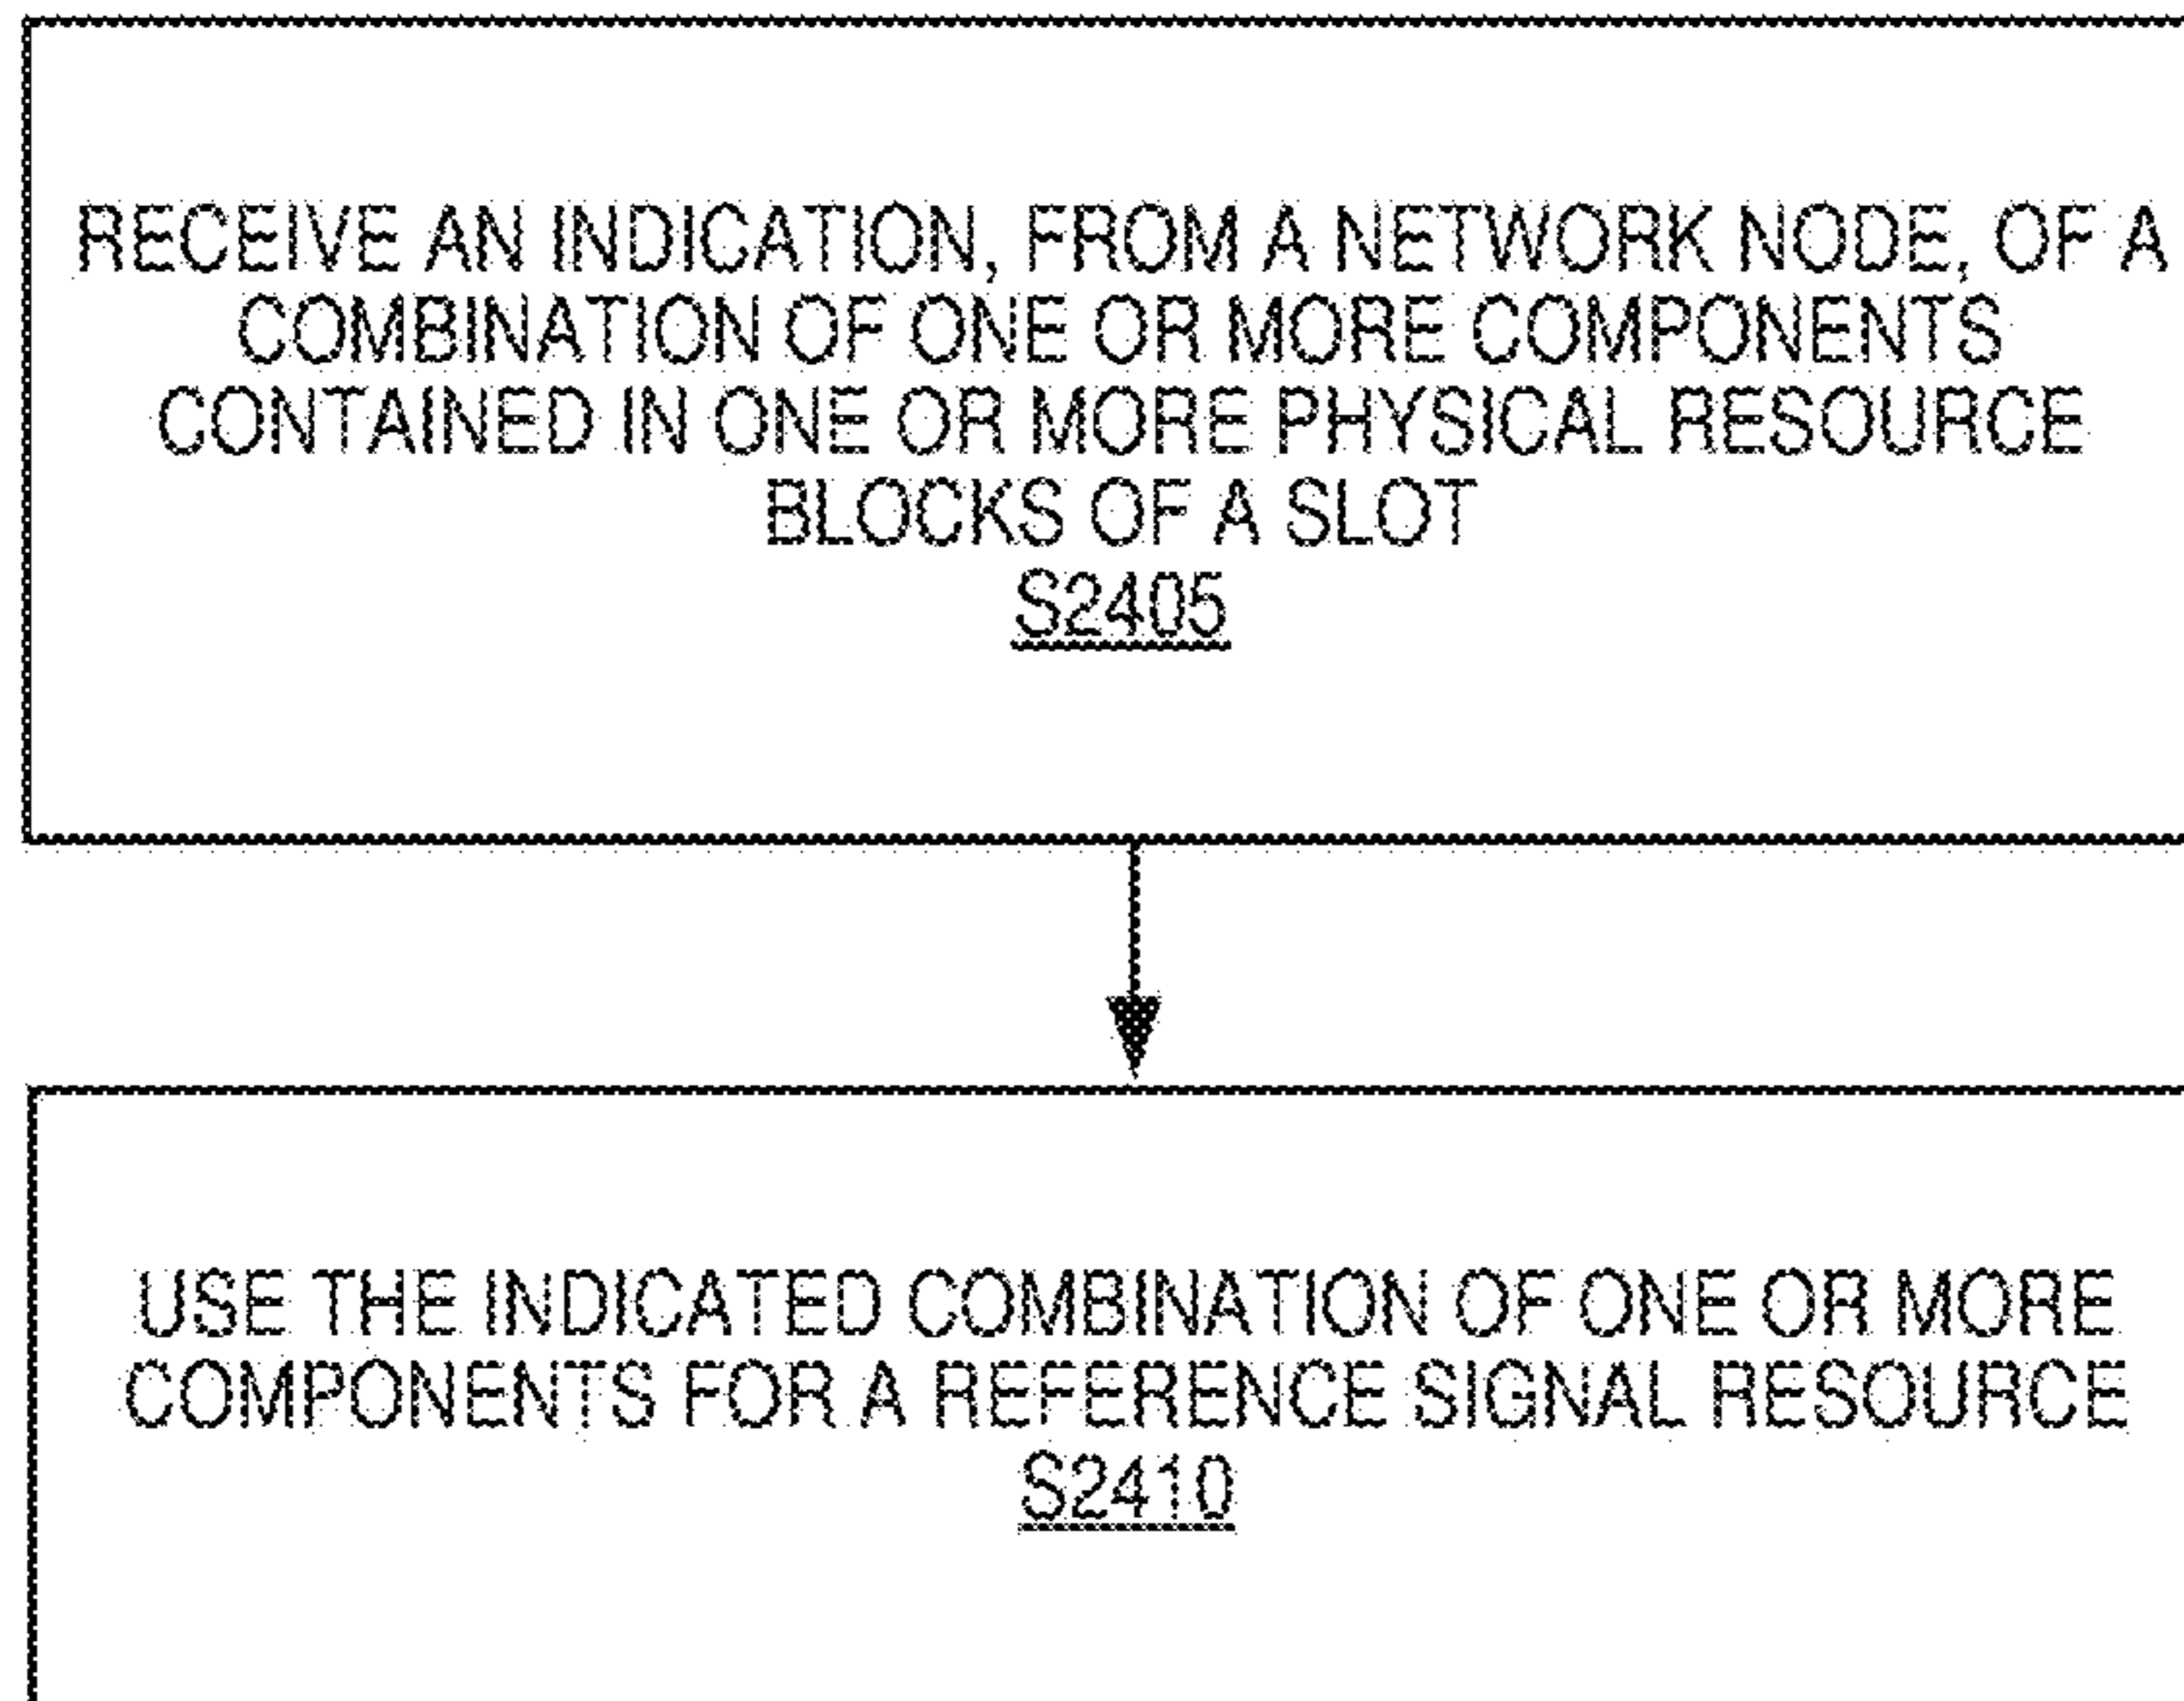 RECEIVE AN INDICATION, FROM A NETWORK NODE, OF A
COMBINATION OF ONE OR MORE COMPONENTS
CONTAINED IN ONE OR MORE PHYSICAL RESOURCE
BLOCKS OF A SLOT
S2405
USE THE INDICATED COMBINATION OF ONE OR MORE
COMPONENTS FOR A REFERENCE SIGNAL RESOURCE
S2410